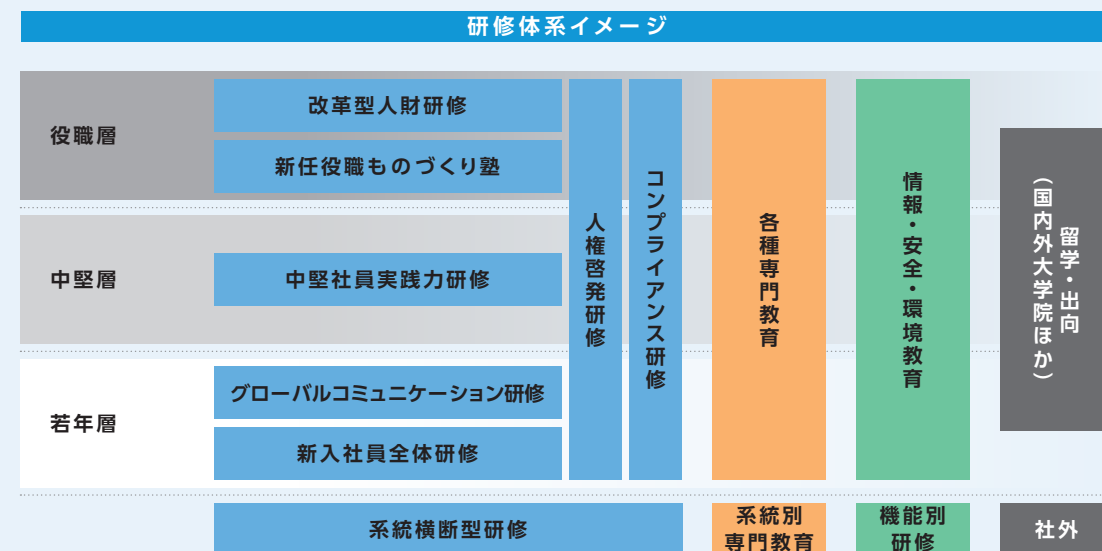 研修体系イメージ
役職層
改革型人財研修
新任役職ものづくり塾
中堅層
中堅社員実践力研修
若年層
グローバルコミュニケーション研修
新入社員全体研修
人権啓発研修
コンプライアンス研修
各種専門教育
情報・安全・環境教育
留学・出向
（国内外大学院ほか）
系統横断型研修
系統別
専門教育
機能別
研修
社外